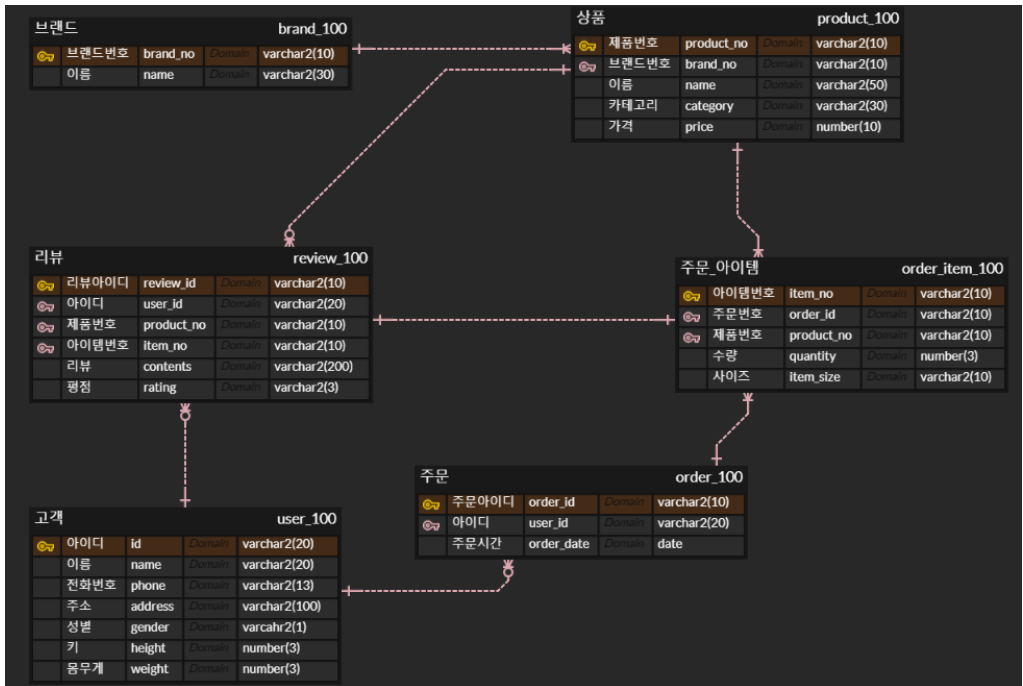 브랜드 brand_100
브랜드번호 brand_no Domain varchar2(10)
이름 name Domain varchar2(30)
상품 product_100
제품번호 product_no Domain varchar2(10)
브랜드번호 brand_no Domain varchar2(10)
이름 name Domain varchar2(50)
카테고리 category Domain varchar2(30)
가격 price Domain number(10)
리뷰 review_100
리뷰아이디 review_id Domain varchar2(10)
아이디 user_id Domain varchar2(20)
제품번호 product_no Domain varchar2(10)
아이템번호 item_no Domain varchar2(10)
리뷰 contents Domain varchar2(200)
평점 rating Domain varchar2(3)
주문_아이템 order_item_100
아이템번호 item_no Domain varchar2(10)
주문번호 order_id Domain varchar2(10)
제품번호 product_no Domain varchar2(10)
수량 quantity Domain number(3)
사이즈 item_size Domain varchar2(10)
주문 order_100
주문아이디 order_id Domain varchar2(10)
아이디 user_id Domain varchar2(20)
주문시간 order_date Domain date
고객 user_100
아이디 id Domain varchar2(20)
이름 name Domain varchar2(20)
전화번호 phone Domain varchar2(13)
주소 address Domain varchar2(100)
성별 gender Domain varcahr2(1)
키 height Domain number(3)
몸무게 weight Domain number(3)